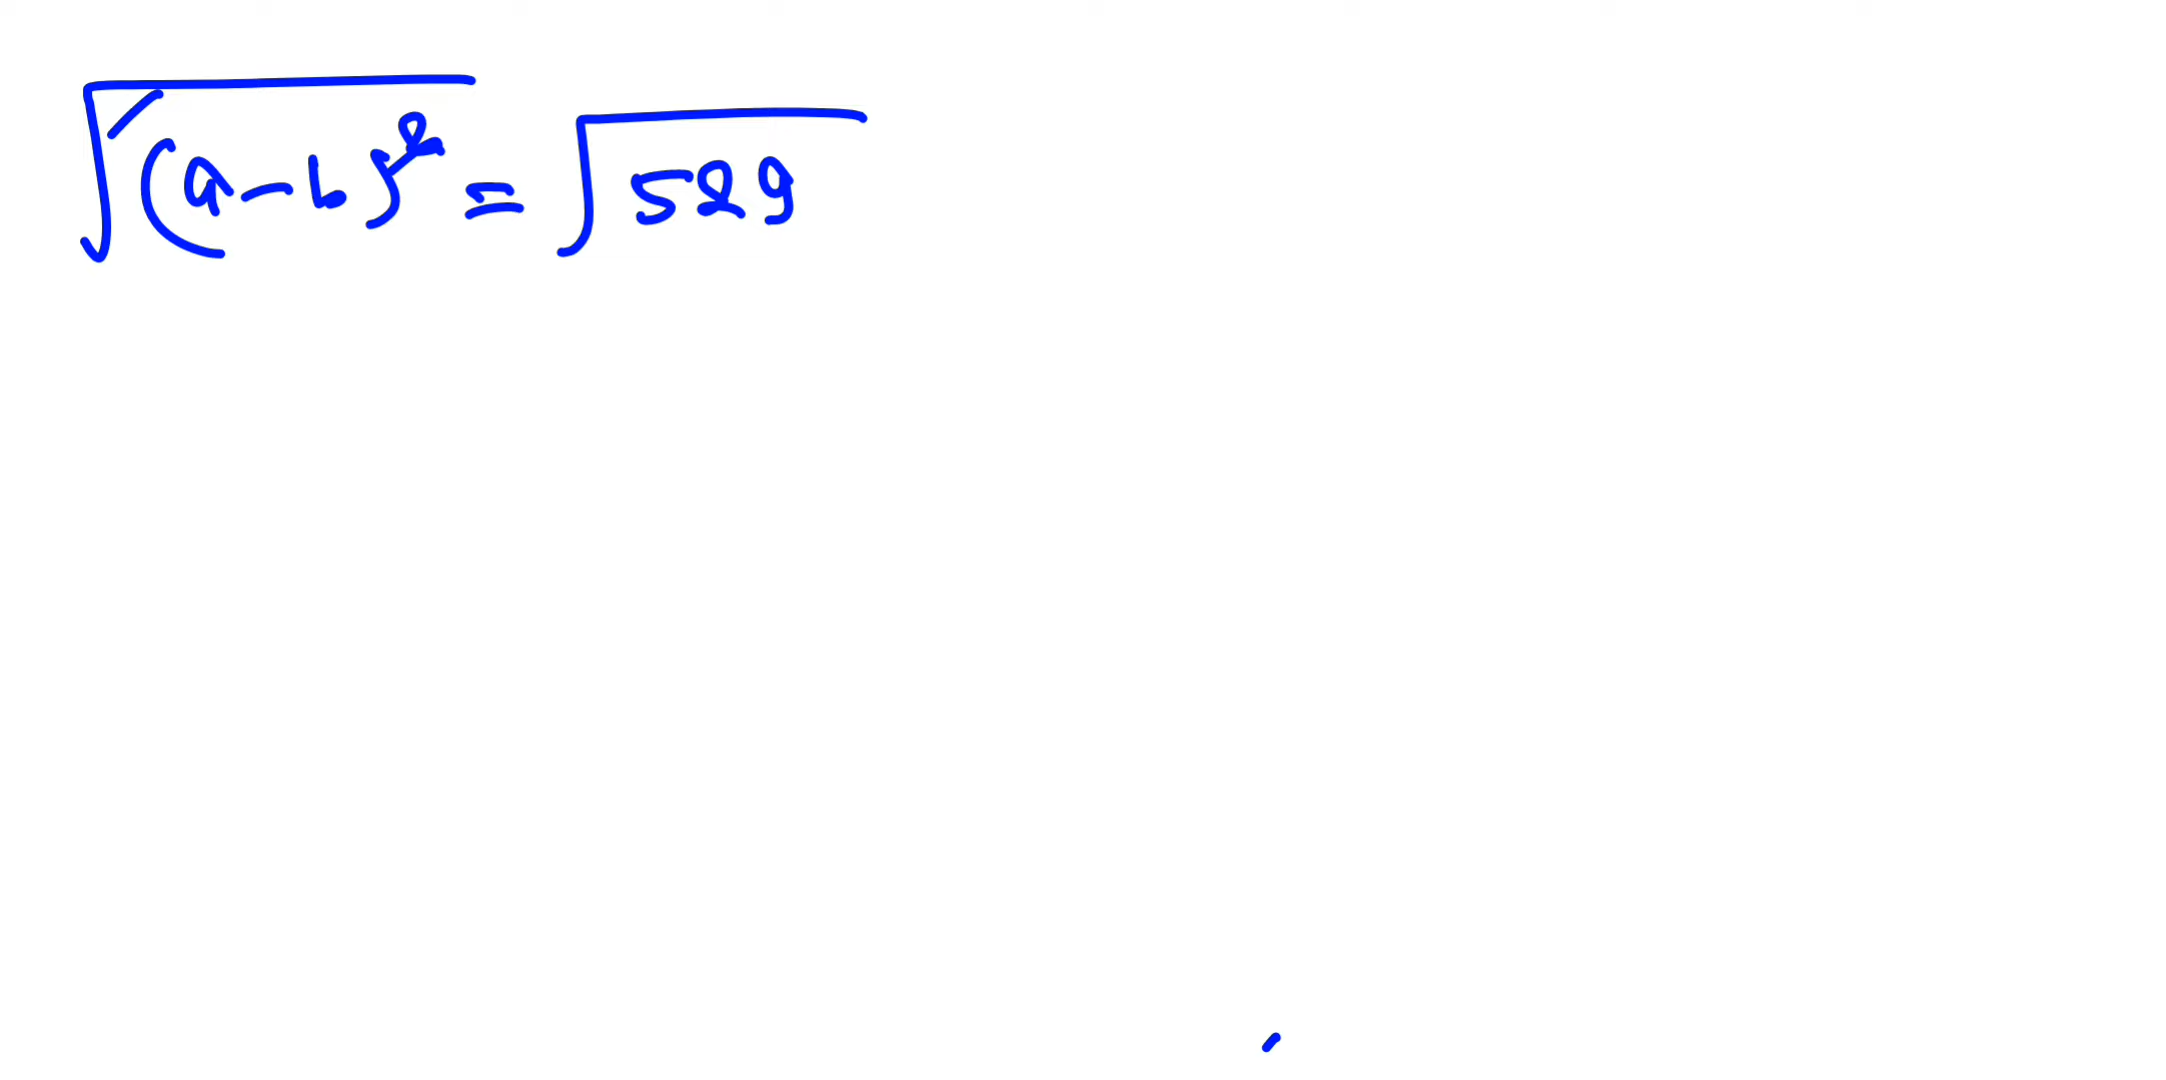 √(a-b)² = √529